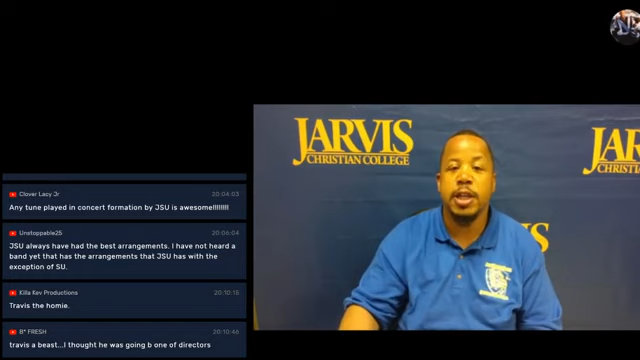 Clover Lacy Jr 20:04:03
Any tune played in concert formation by JSU is awesome!!!!!!!!
Unstoppable25 20:06:04
JSU always have had the best arrangements. I have not heard a
band yet that has the arrangements that JSU has with the
exception of SU.
Killa Kev Productions 20:10:15
Travis the homie.
B* FRESH 20:10:46
travis a beast...I thought he was going b one of directors
JARVIS
CHRISTIAN COLLEGE
JARV
CHRISTIAN